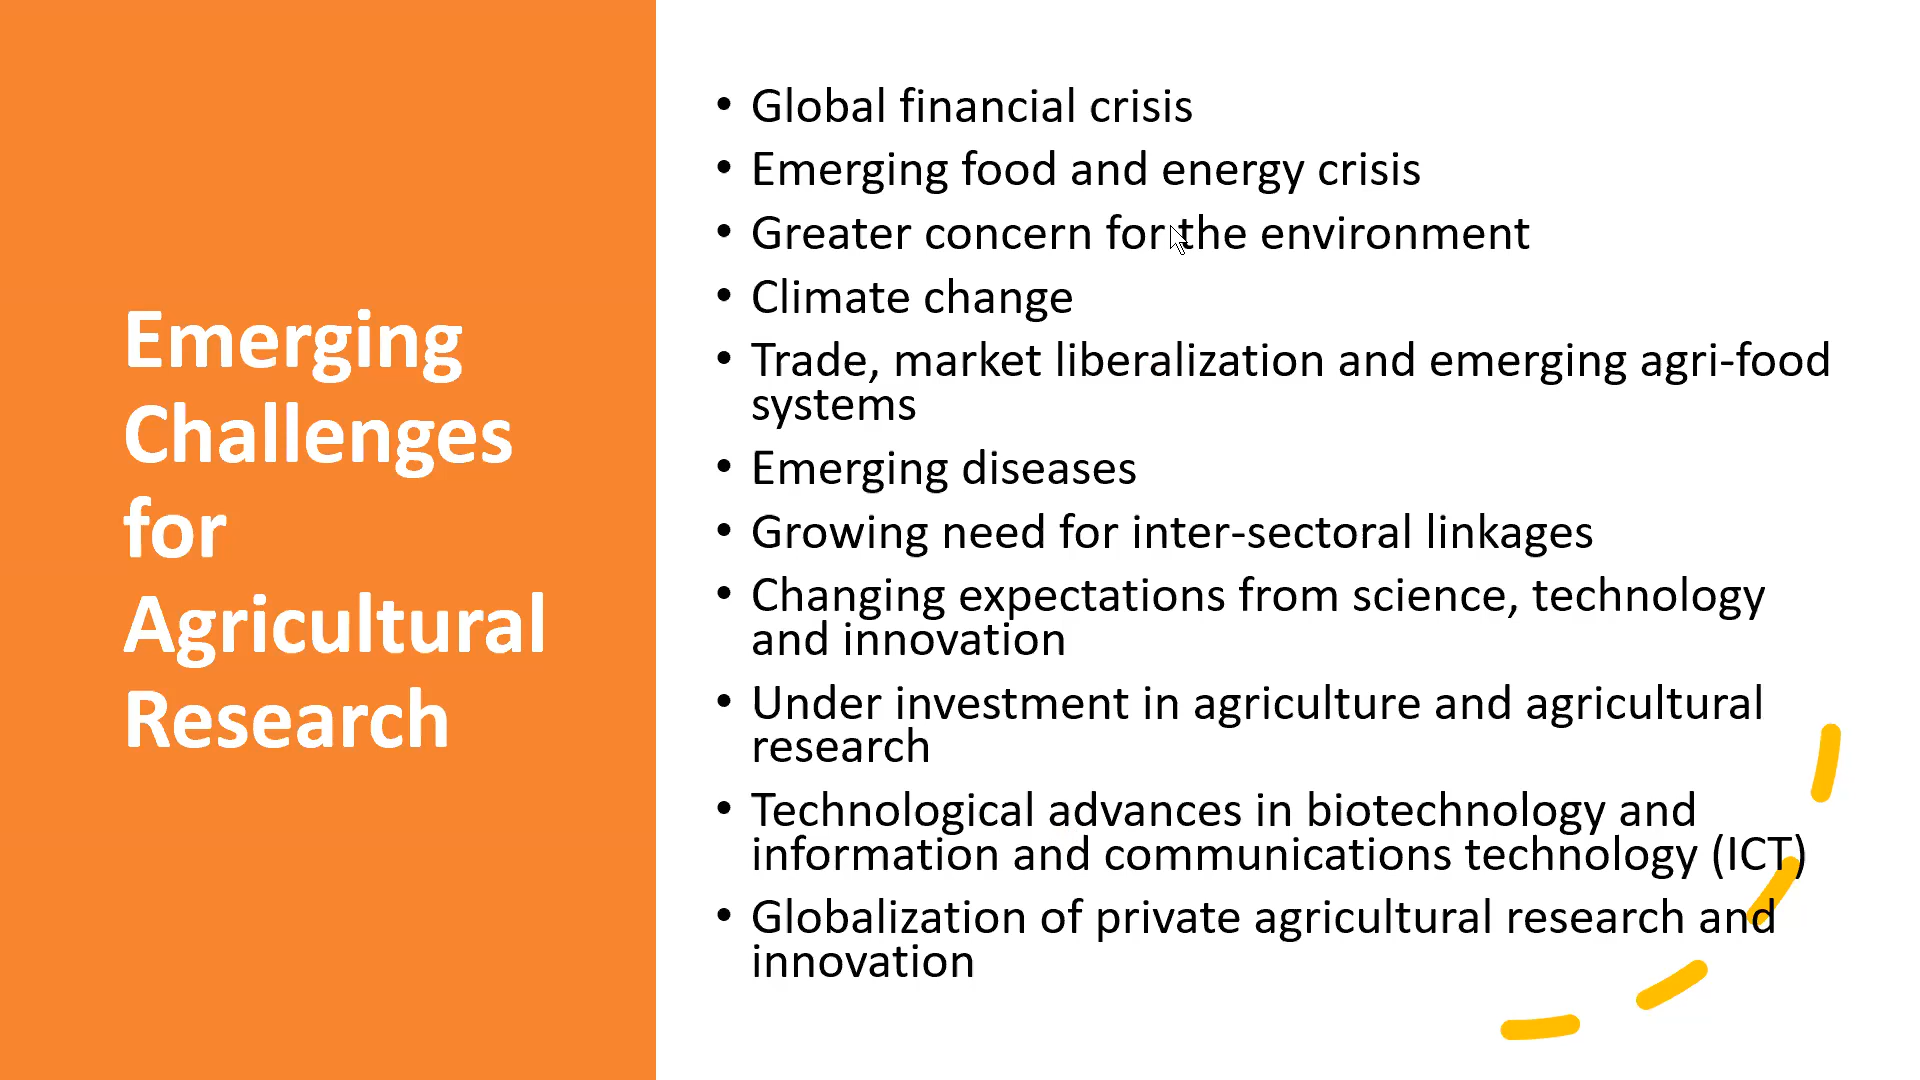 Emerging
Challenges
for
Agricultural
Research
• Global financial crisis
• Emerging food and energy crisis
• Greater concern for the environment
• Climate change
• Trade, market liberalization and emerging agri-food
systems
• Emerging diseases
• Growing need for inter-sectoral linkages
• Changing expectations from science, technology
and innovation
• Under investment in agriculture and agricultural
research
• Technological advances in biotechnology and
information and communications technology (ICT)
• Globalization of private agricultural research and
innovation